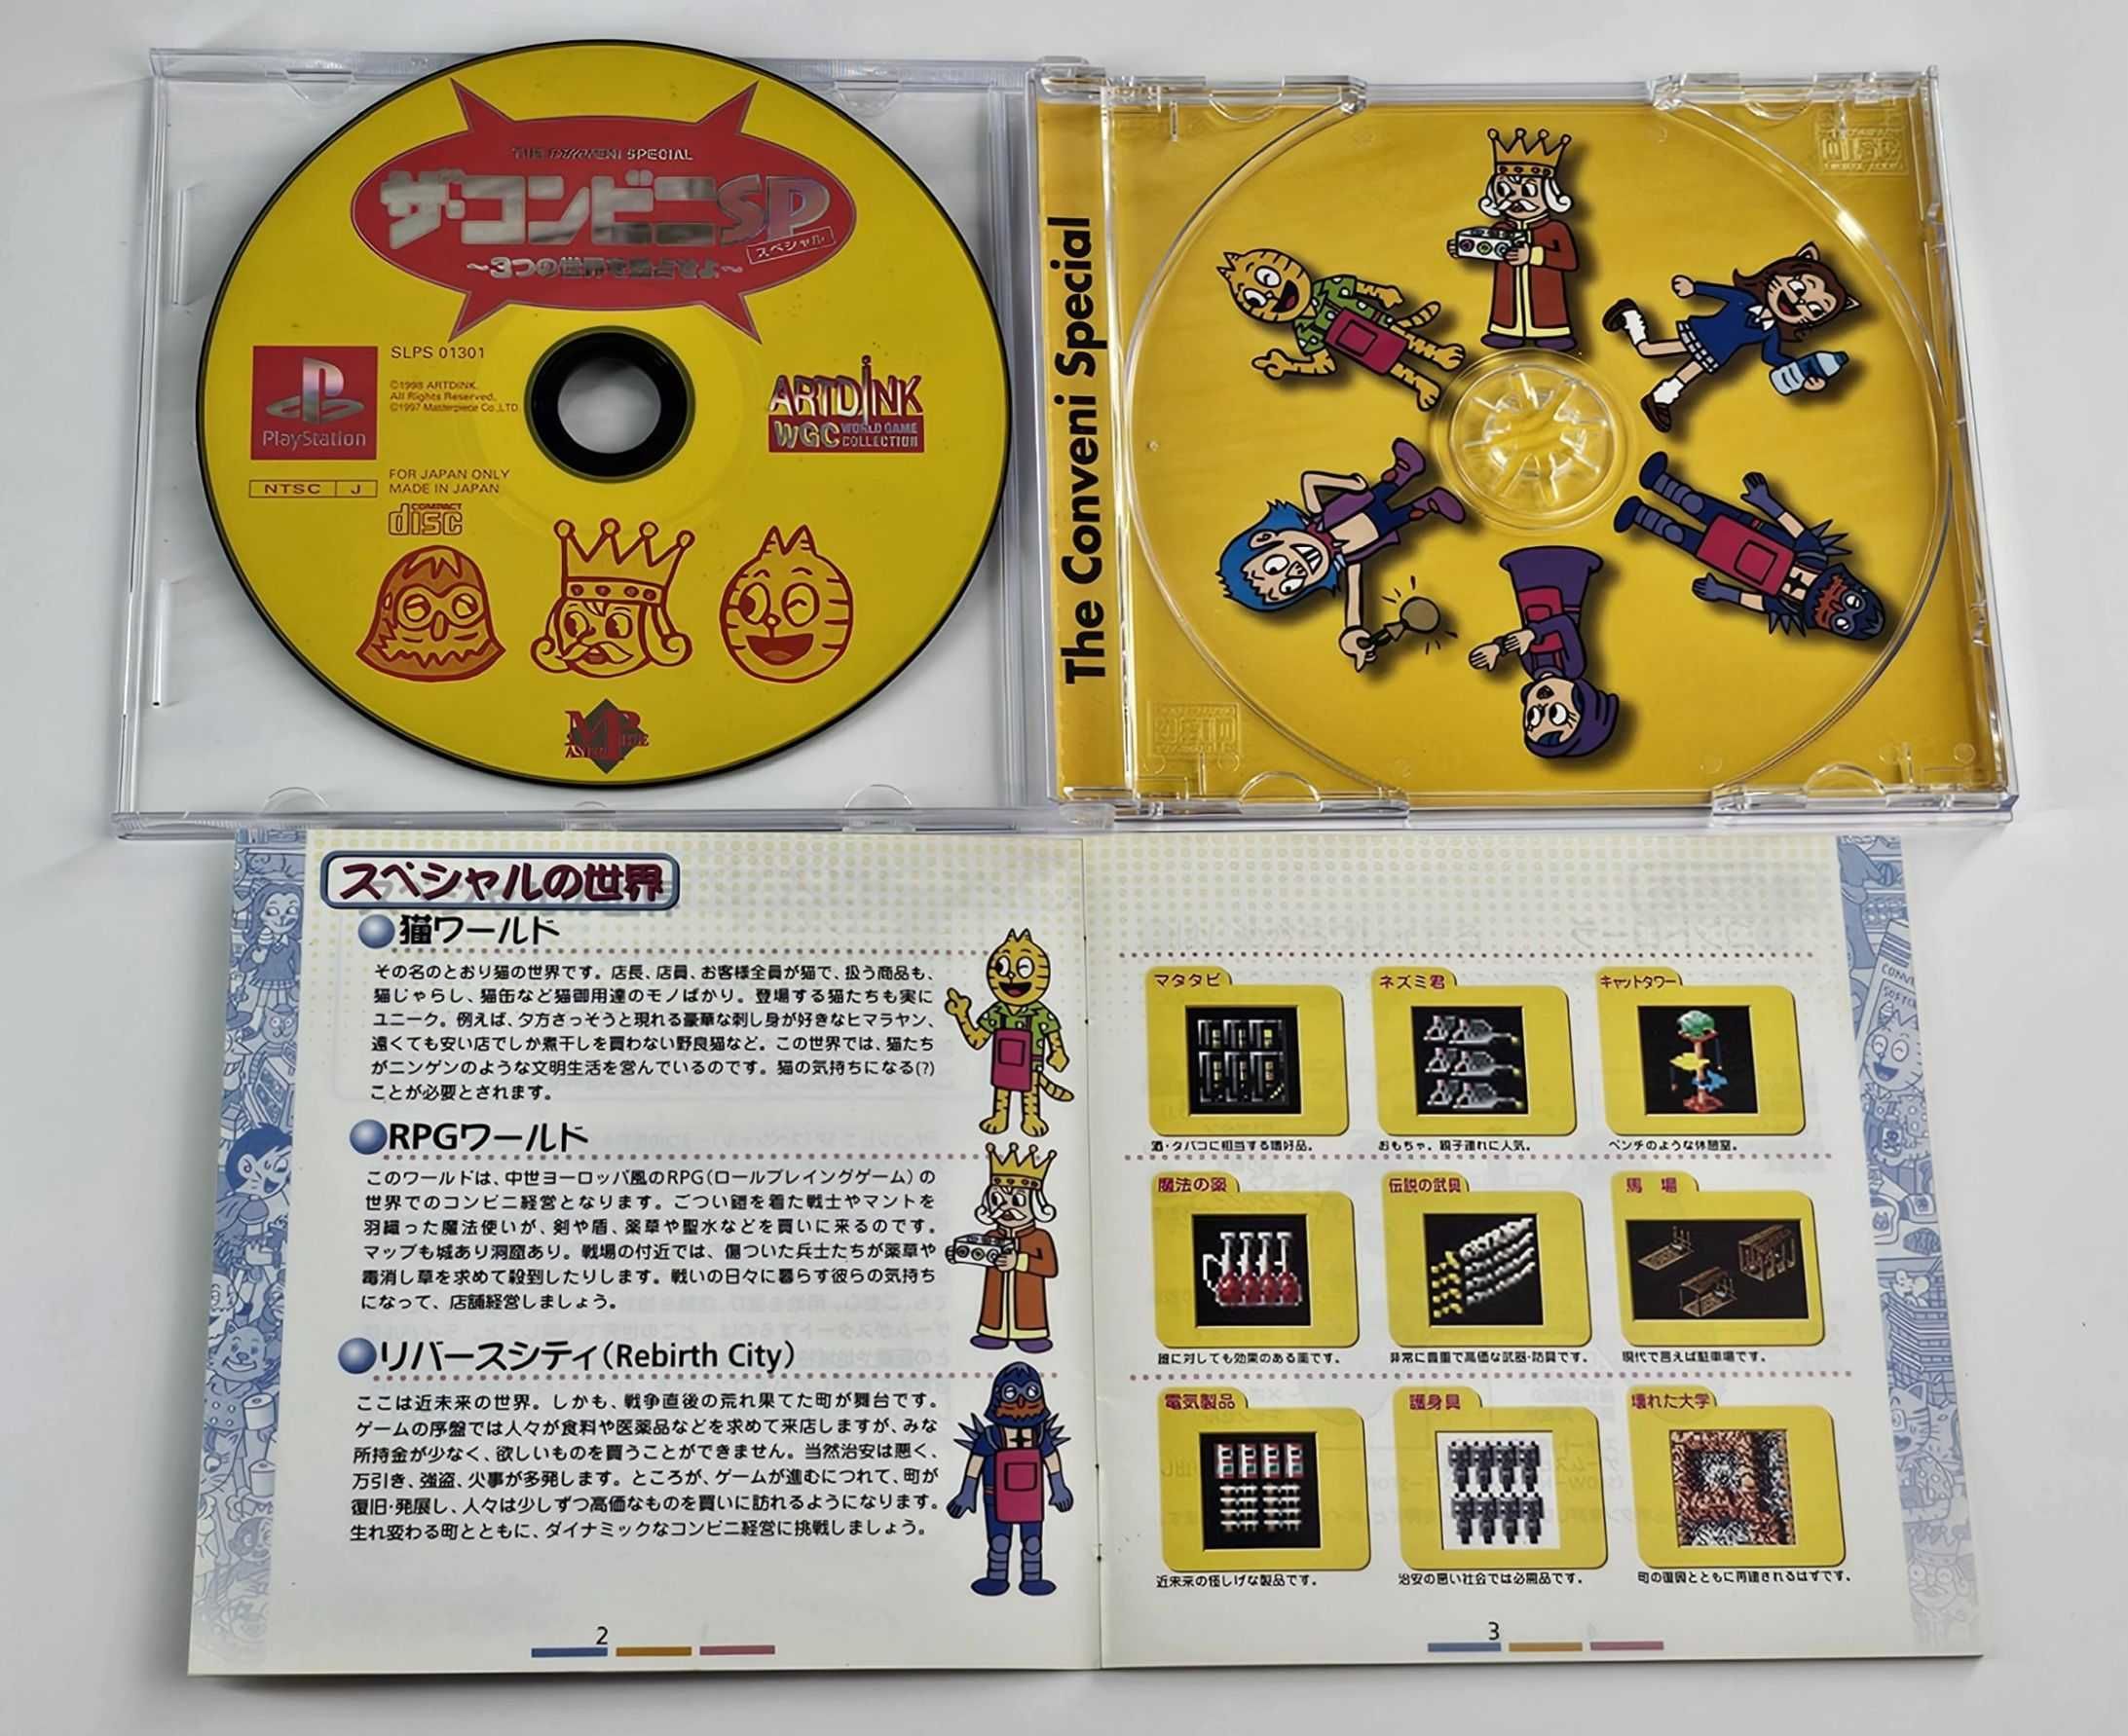 THE CONVENI SPECIAL
ザ・コンビニSP
スペシャル
～3つの世界を独占せよ～
SLPS 01301
©1998 ARTDINK.
All Rights Reserved.
©1997 Masterpiece Co.,LTD.
PlayStation
ARTDINK
WGC WORLD GAME COLLECTION
NTSC J
FOR JAPAN ONLY
MADE IN JAPAN
COMPACT
disc
The Conveni Special
スペシャルの世界
猫ワールド
その名のとおり猫の世界です。店長、店員、お客様全員が猫で、扱う商品も、
猫じゃらし、猫缶など猫御用達のモノばかり。登場する猫たちも実に
ユニーク。例えば、夕方さっそうと現れる豪華な刺し身が好きなヒマラヤン、
遠くても安い店でしか煮干しを買わない野良猫など。この世界では、猫たち
がニンゲンのような文明生活を営んでいるのです。猫の気持ちになる(?)
ことが必要とされます。
RPGワールド
このワールドは、中世ヨーロッパ風のRPG(ロールプレイングゲーム)の
世界でのコンビニ経営となります。ごつい鎧を着た戦士やマントを
羽織った魔法使いが、剣や盾、薬草や聖水などを買いに来るのです。
マップも城あり洞窟あり。戦場の付近では、傷ついた兵士たちが薬草や
毒消し草を求めて殺到したりします。戦いの日々に暮らす彼らの気持ち
になって、店舗経営しましょう。
リバースシティ(Rebirth City)
ここは近未来の世界。しかも、戦争直後の荒れ果てた町が舞台です。
ゲームの序盤では人々が食料や医薬品などを求めて来店しますが、みな
所持金が少なく、欲しいものを買うことができません。当然治安は悪く、
万引き、強盗、火事が多発します。ところが、ゲームが進むにつれて、町が
復旧・発展し、人々は少しずつ高価なものを買いに訪れるようになります。
生れ変わる町とともに、ダイナミックなコンビニ経営に挑戦しましょう。
2
マタタビ
ネズミ君
キャットタワー
酒・タバコに相当する嗜好品。
おもちゃ。親子連れに人気。
ベンチのような休憩室。
魔法の薬
伝説の武具
馬場
誰に対しても効果のある薬です。
非常に貴重で高価な武器・防具です。
現代で言えば駐車場です。
電気製品
護身具
壊れた大学
近未来の怪しげな製品です。
治安の悪い社会では必需品です。
町の復興とともに再建されるはずです。
3